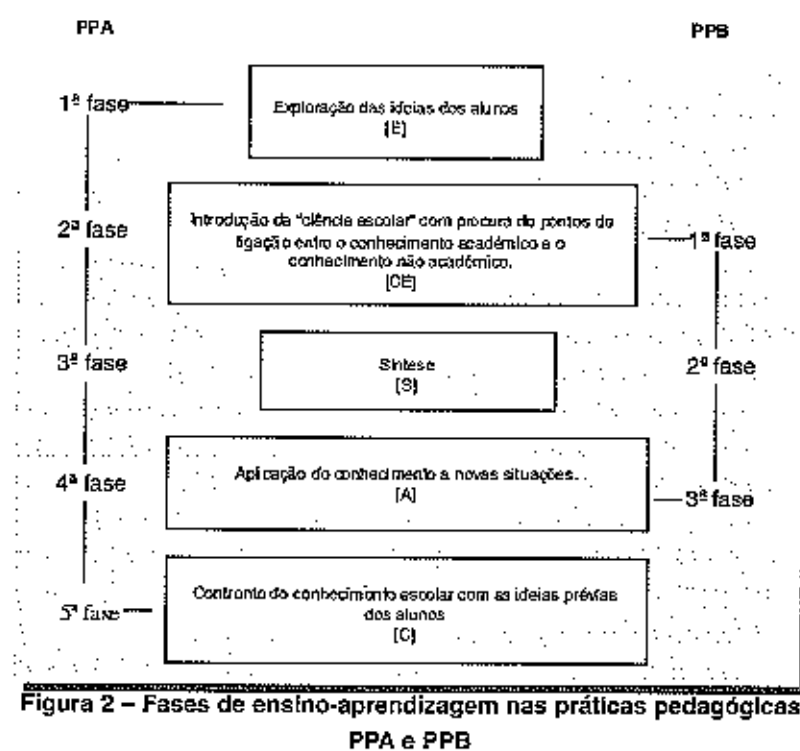 PPA
PPB
1ª fase
Exploração das ideias dos alunos
[E]
2ª fase
Introdução da "ciência escolar" com procura de pontos de
ligação entre o conhecimento académico e o
conhecimento não académico.
[CE]
1ª fase
3ª fase
Síntese
[S]
2ª fase
4ª fase
Aplicação do conhecimento a novas situações.
[A]
3ª fase
5ª fase
Confronto do conhecimento escolar com as ideias prévias
dos alunos
[C]
Figura 2 – Fases de ensino-aprendizagem nas práticas pedagógicas
PPA e PPB